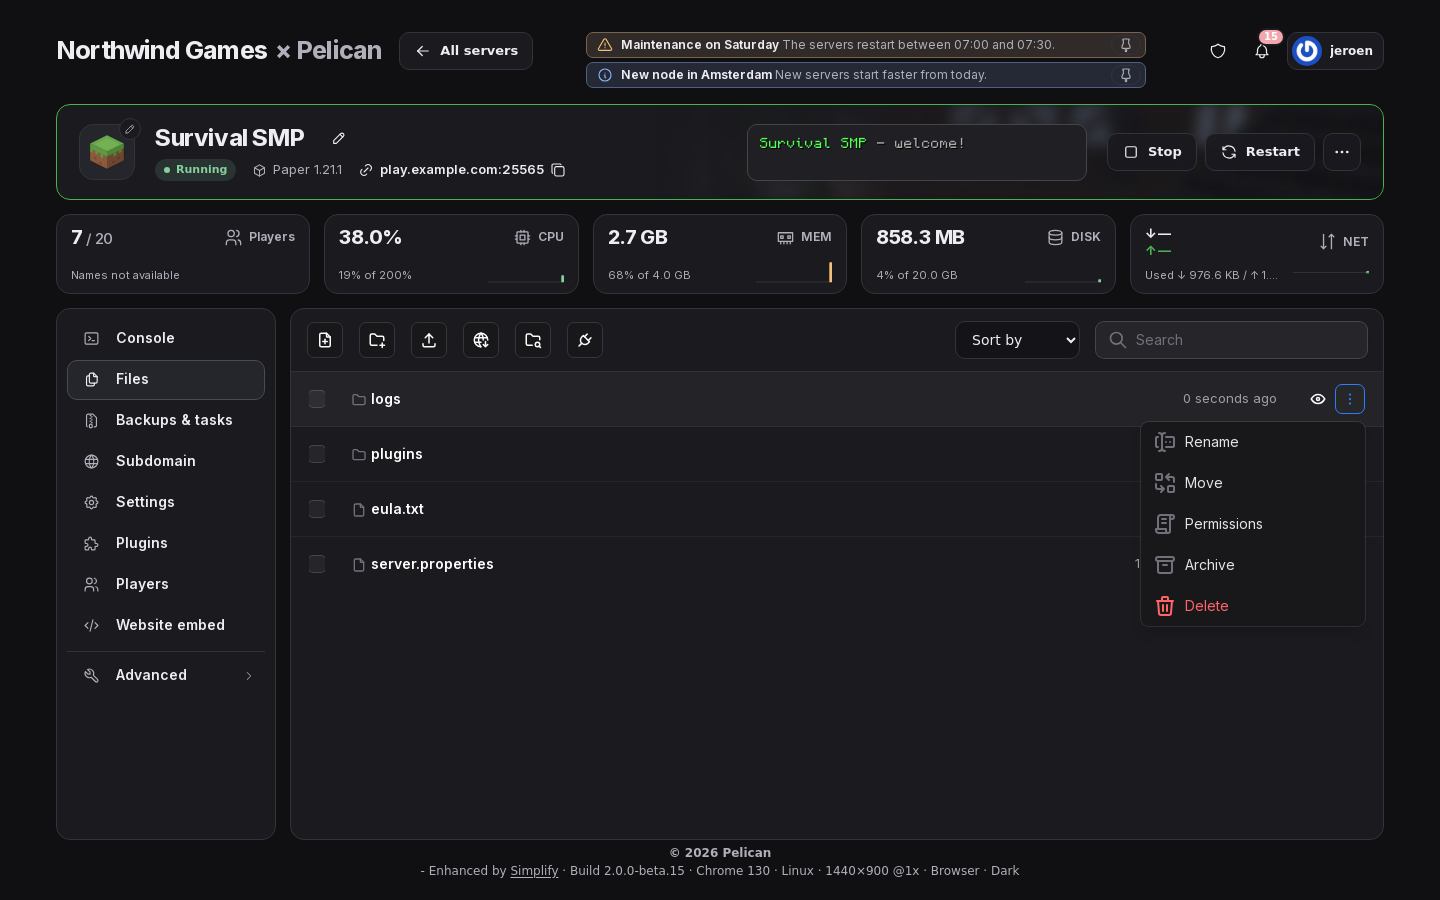 Northwind Games × Pelican
All servers
Maintenance on Saturday The servers restart between 07:00 and 07:30.
New node in Amsterdam New servers start faster from today.
15
jeroen
Survival SMP
Running
Paper 1.21.1
play.example.com:25565
Survival SMP - welcome!
Stop
Restart
7 / 20
Players
Names not available
38.0%
CPU
19% of 200%
2.7 GB
MEM
68% of 4.0 GB
858.3 MB
DISK
4% of 20.0 GB
↓ —
↑ —
NET
Used ↓ 976.6 KB / ↑ 1....
Console
Files
Backups & tasks
Subdomain
Settings
Plugins
Players
Website embed
Advanced
Sort by
Search
logs
0 seconds ago
plugins
eula.txt
server.properties
1
Rename
Move
Permissions
Archive
Delete
© 2026 Pelican
- Enhanced by Simplify · Build 2.0.0-beta.15 · Chrome 130 · Linux · 1440×900 @1x · Browser · Dark